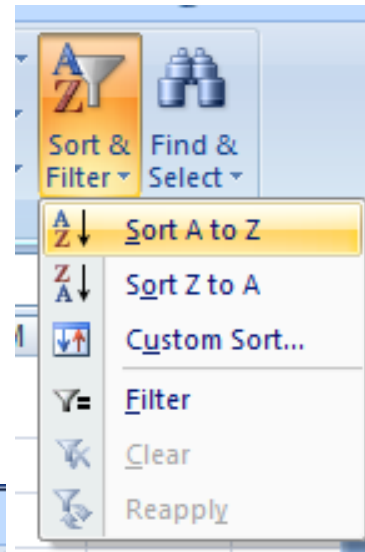 Sort & Find &
Filter Select
Sort A to Z
Sort Z to A
Custom Sort...
Filter
Clear
Reapply